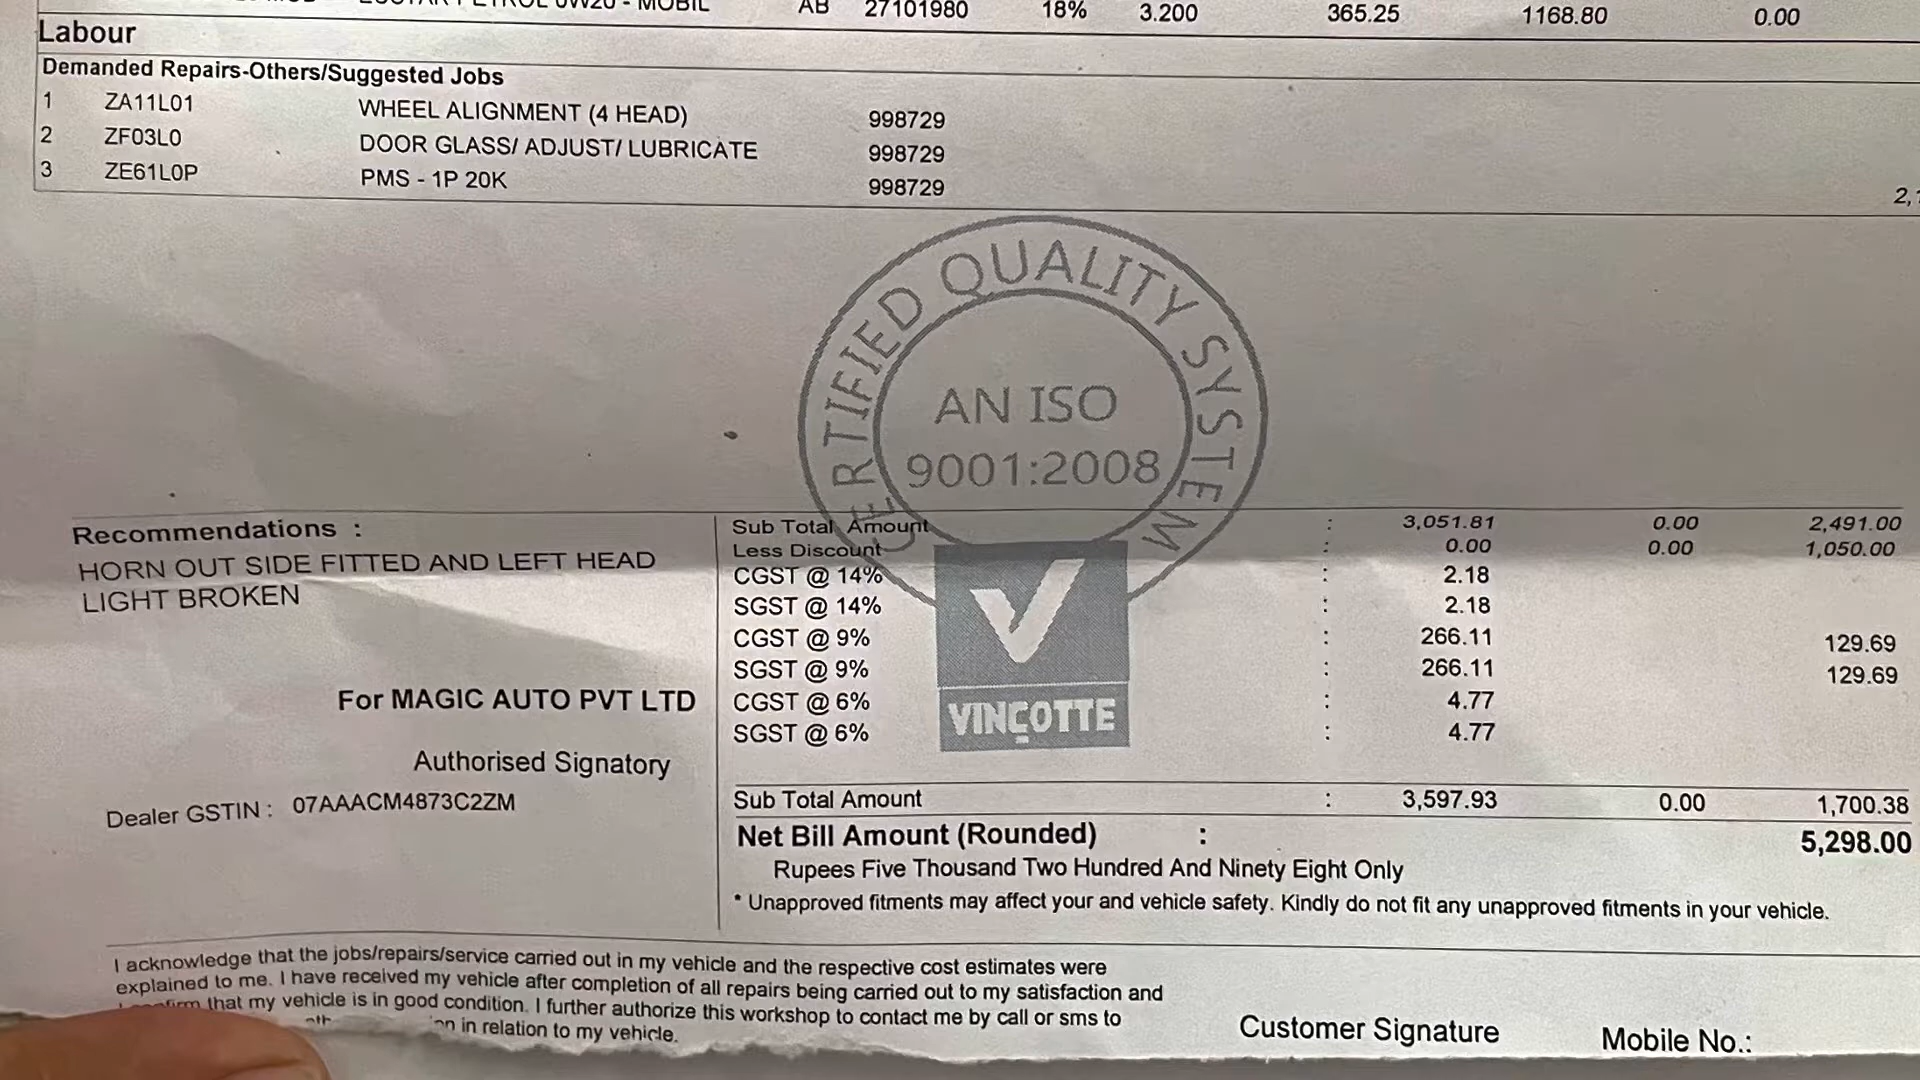 PETROL 0W20 - MOBIL AB 27101980 18% 3.200 365.25 1168.80 0.00
Labour
Demanded Repairs-Others/Suggested Jobs
1 ZA11L01 WHEEL ALIGNMENT (4 HEAD) 998729
2 ZF03L0 DOOR GLASS/ ADJUST/ LUBRICATE 998729
3 ZE61L0P PMS - 1P 20K 998729
2,1
CERTIFIED QUALITY SYSTEM
AN ISO
9001:2008
VINÇOTTE
Recommendations :
HORN OUT SIDE FITTED AND LEFT HEAD
LIGHT BROKEN
For MAGIC AUTO PVT LTD
Authorised Signatory
Dealer GSTIN : 07AAACM4873C2ZM
Sub Total Amount : 3,051.81 0.00 2,491.00
Less Discount : 0.00 0.00 1,050.00
CGST @ 14% : 2.18
SGST @ 14% : 2.18
CGST @ 9% : 266.11 129.69
SGST @ 9% : 266.11 129.69
CGST @ 6% : 4.77
SGST @ 6% : 4.77
Sub Total Amount : 3,597.93 0.00 1,700.38
Net Bill Amount (Rounded) : 5,298.00
Rupees Five Thousand Two Hundred And Ninety Eight Only
* Unapproved fitments may affect your and vehicle safety. Kindly do not fit any unapproved fitments in your vehicle.
I acknowledge that the jobs/repairs/service carried out in my vehicle and the respective cost estimates were
explained to me. I have received my vehicle after completion of all repairs being carried out to my satisfaction and
that my vehicle is in good condition. I further authorize this workshop to contact me by call or sms to
in relation to my vehicle.
Customer Signature
Mobile No.: